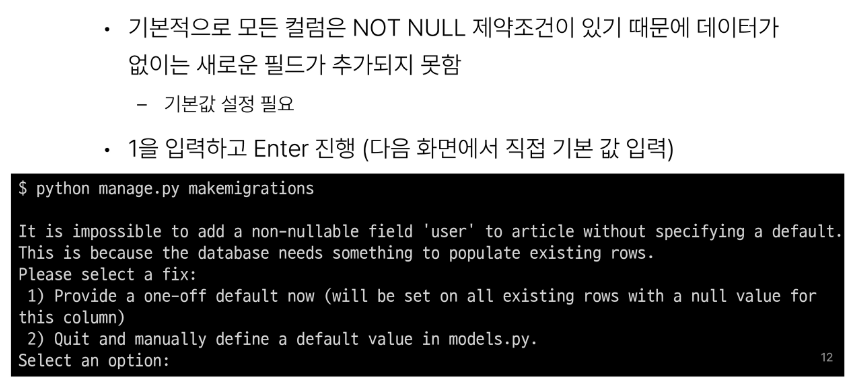 • 기본적으로 모든 컬럼은 NOT NULL 제약조건이 있기 때문에 데이터가
없이는 새로운 필드가 추가되지 못함
– 기본값 설정 필요
• 1을 입력하고 Enter 진행 (다음 화면에서 직접 기본 값 입력)
$ python manage.py makemigrations
It is impossible to add a non-nullable field 'user' to article without specifying a default.
This is because the database needs something to populate existing rows.
Please select a fix:
1) Provide a one-off default now (will be set on all existing rows with a null value for
this column)
2) Quit and manually define a default value in models.py.
Select an option:
12